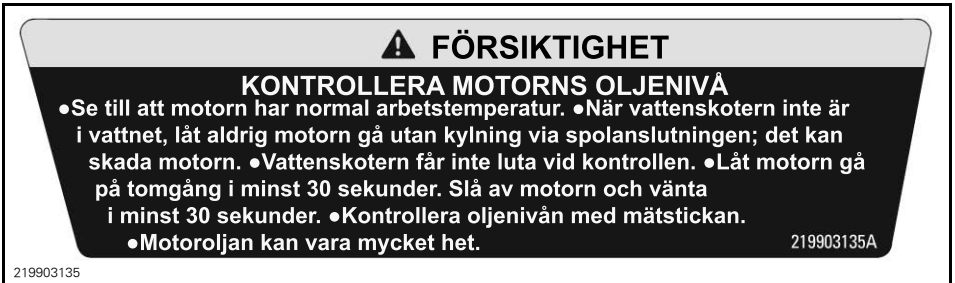 FÖRSIKTIGHET
KONTROLLERA MOTORNS OLJENIVÅ
●Se till att motorn har normal arbetstemperatur. ●När vattenskotern inte är
i vattnet, låt aldrig motorn gå utan kylning via spolanslutningen; det kan
skada motorn. ●Vattenskotern får inte luta vid kontrollen. ●Låt motorn gå
på tomgång i minst 30 sekunder. Slå av motorn och vänta
i minst 30 sekunder. ●Kontrollera oljenivån med mätstickan.
●Motoroljan kan vara mycket het.
219903135A
219903135